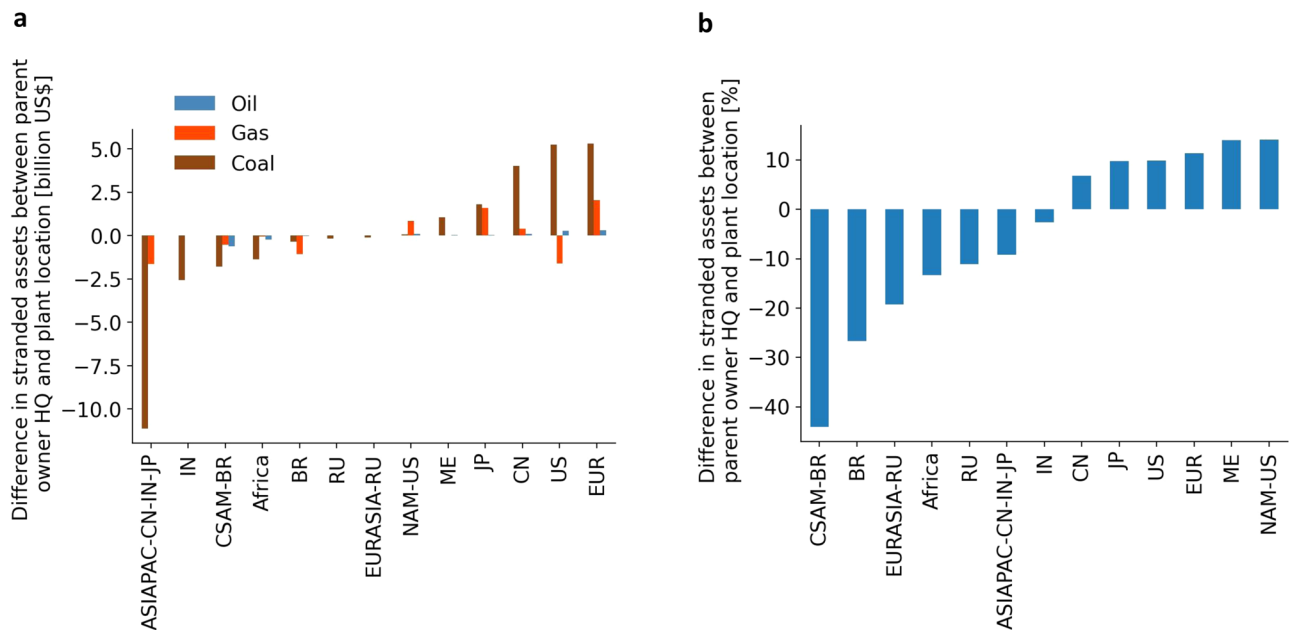 a
Difference in stranded assets between parent
owner HQ and plant location [billion US$]
Oil
Gas
Coal
5.0
2.5
0.0
−2.5
−5.0
−7.5
−10.0
ASIAPAC-CN-IN-JP
IN
CSAM-BR
Africa
BR
RU
EURASIA-RU
NAM-US
ME
JP
CN
US
EUR
b
Difference in stranded assets between
parent owner HQ and plant location [%]
10
0
−10
−20
−30
−40
CSAM-BR
BR
EURASIA-RU
Africa
RU
ASIAPAC-CN-IN-JP
IN
CN
JP
US
EUR
ME
NAM-US